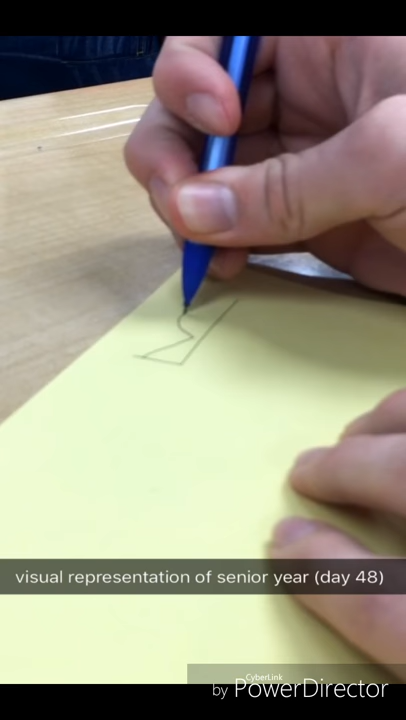 visual representation of senior year (day 48)
CyberLink
by PowerDirector